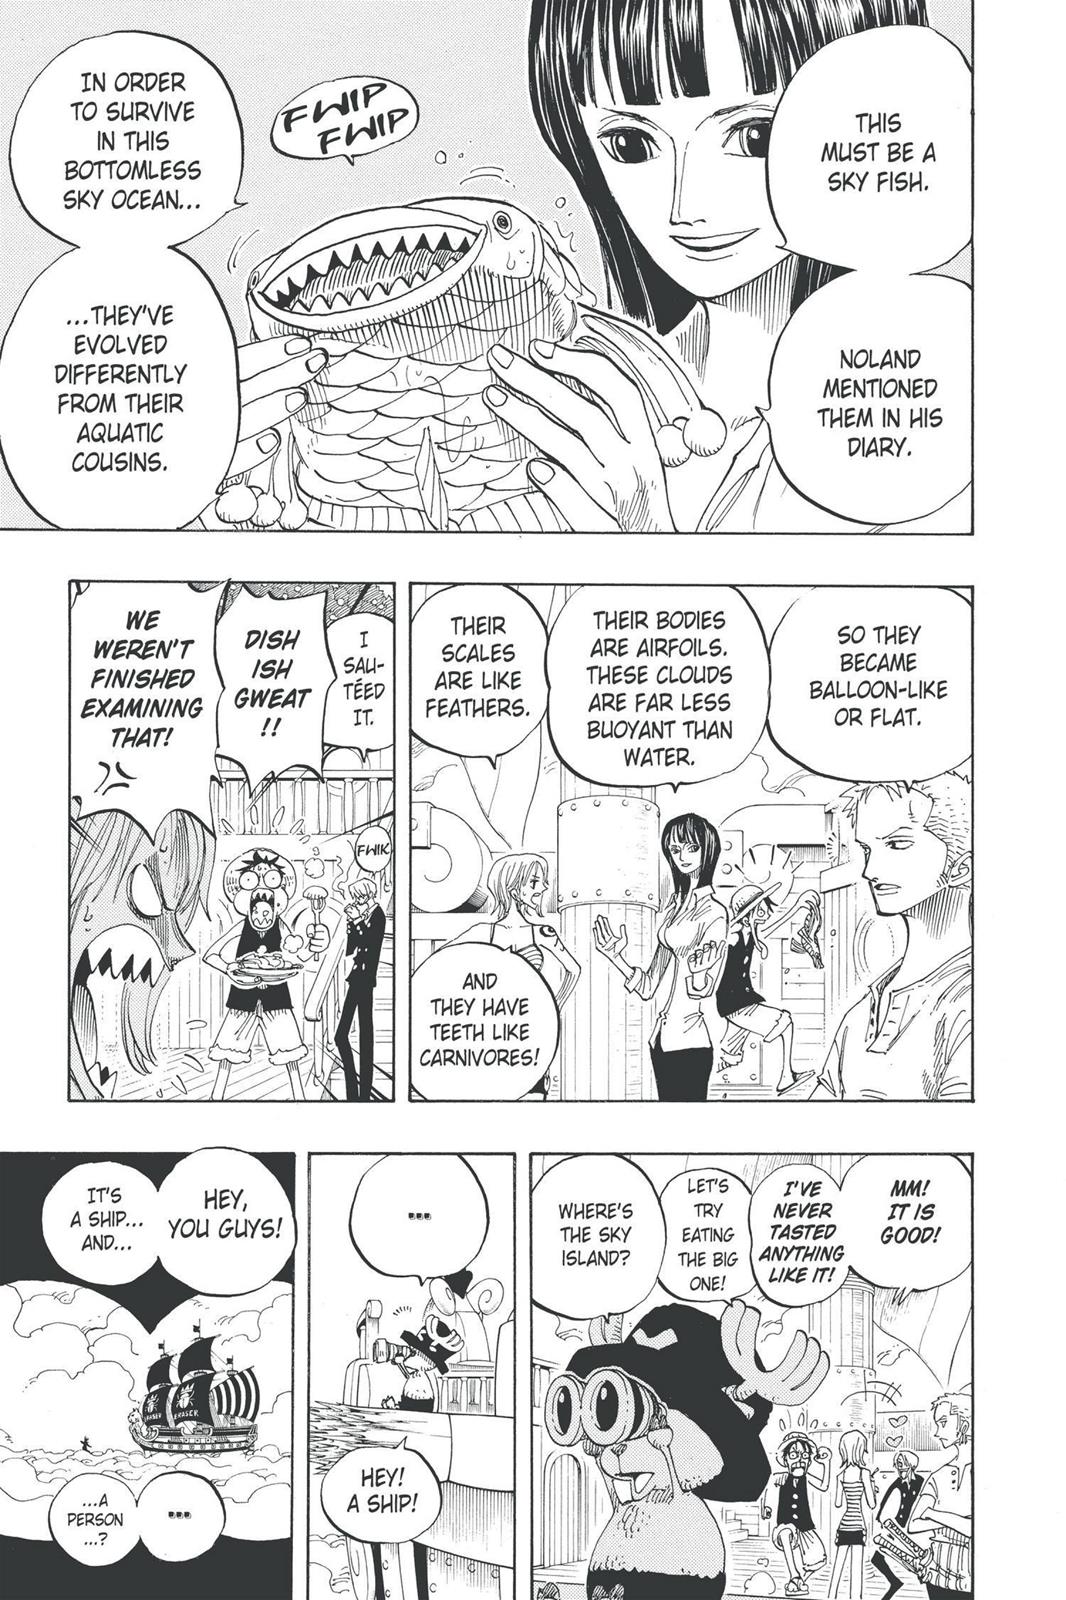 THIS
MUST BE A
SKY FISH.
NOLAND
MENTIONED
THEM IN HIS
DIARY.
FWIP
FWIP
IN ORDER
TO SURVIVE
IN THIS
BOTTOMLESS
SKY OCEAN...
...THEY'VE
EVOLVED
DIFFERENTLY
FROM THEIR
AQUATIC
COUSINS.
SO THEY
BECAME
BALLOON-LIKE
OR FLAT.
THEIR BODIES
ARE AIRFOILS.
THESE CLOUDS
ARE FAR LESS
BUOYANT THAN
WATER.
THEIR
SCALES
ARE LIKE
FEATHERS.
AND
THEY HAVE
TEETH LIKE
CARNIVORES!
I
SAU-
TÉED
IT.
FWIK
DISH
ISH
GWEAT
!!
WE
WEREN'T
FINISHED
EXAMINING
THAT!
MM!
IT IS
GOOD!
I'VE
NEVER
TASTED
ANYTHING
LIKE IT!
LET'S
TRY
EATING
THE BIG
ONE!
WHERE'S
THE SKY
ISLAND?
...
HEY!
A SHIP!
HEY,
YOU GUYS!
IT'S
A SHIP...
AND...
ERASER
...
...A
PERSON
...?